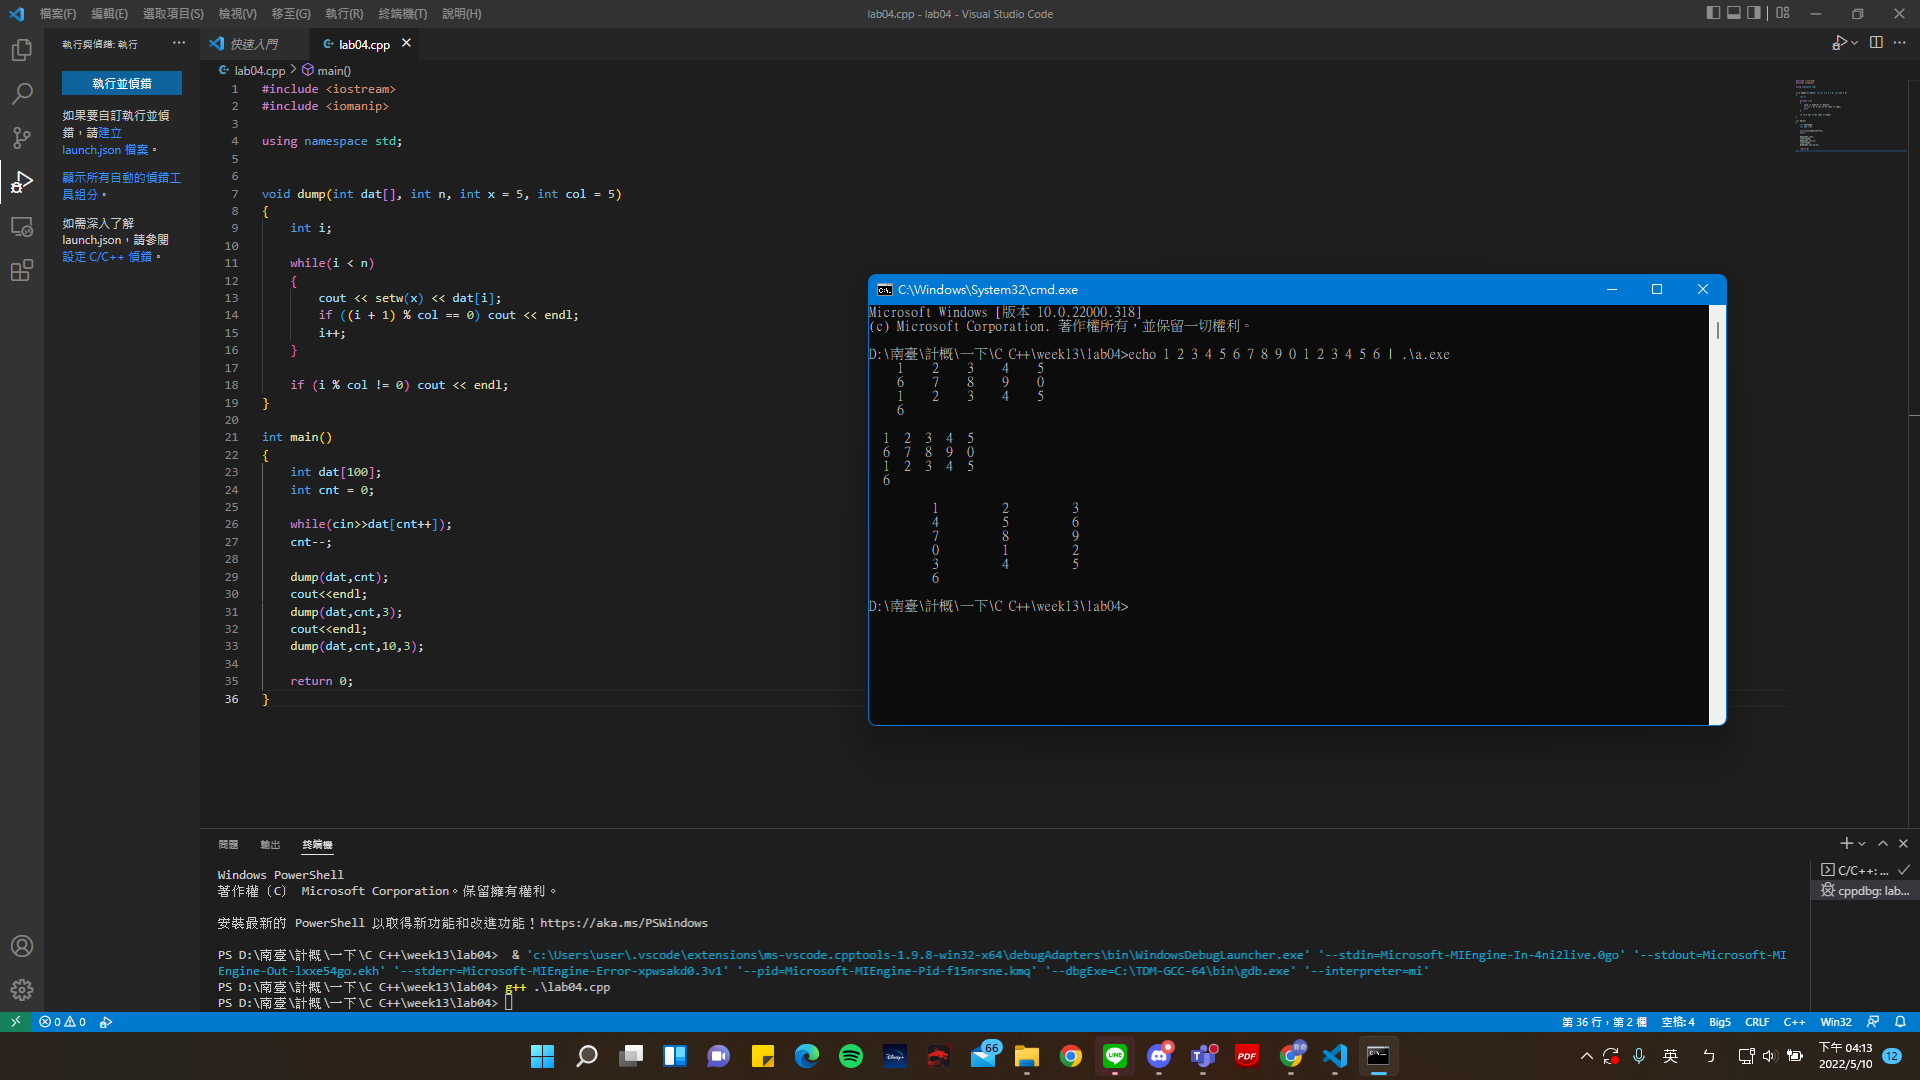 檔案(F) 編輯(E) 選取項目(S) 檢視(V) 移至(G) 執行(R) 終端機(T) 說明(H)
lab04.cpp - lab04 - Visual Studio Code
執行與偵錯: 執行
快速入門
lab04.cpp
lab04.cpp > main()
執行並偵錯
如果要自訂執行並偵
錯，請建立
launch.json 檔案。
顯示所有自動的偵錯工
具組分。
如需深入了解
launch.json，請參閱
設定 C/C++ 偵錯。
1 #include <iostream>
2 #include <iomanip>
3
4 using namespace std;
5
6
7 void dump(int dat[], int n, int x = 5, int col = 5)
8 {
9 int i;
10
11 while(i < n)
12 {
13 cout << setw(x) << dat[i];
14 if ((i + 1) % col == 0) cout << endl;
15 i++;
16 }
17
18 if (i % col != 0) cout << endl;
19 }
20
21 int main()
22 {
23 int dat[100];
24 int cnt = 0;
25
26 while(cin>>dat[cnt++]);
27 cnt--;
28
29 dump(dat,cnt);
30 cout<<endl;
31 dump(dat,cnt,3);
32 cout<<endl;
33 dump(dat,cnt,10,3);
34
35 return 0;
36 }
C:\Windows\System32\cmd.exe
Microsoft Windows [版本 10.0.22000.318]
(c) Microsoft Corporation. 著作權所有，並保留一切權利。
D:\南臺\計概\一下\C C++\week13\lab04>echo 1 2 3 4 5 6 7 8 9 0 1 2 3 4 5 6 | .\a.exe
1 2 3 4 5
6 7 8 9 0
1 2 3 4 5
6
1 2 3 4 5
6 7 8 9 0
1 2 3 4 5
6
1 2 3
4 5 6
7 8 9
0 1 2
3 4 5
6
D:\南臺\計概\一下\C C++\week13\lab04>
問題 輸出 終端機
Windows PowerShell
著作權 (C) Microsoft Corporation。保留擁有權利。
安裝最新的 PowerShell 以取得新功能和改進功能！https://aka.ms/PSWindows
PS D:\南臺\計概\一下\C C++\week13\lab04>  & 'c:\Users\user\.vscode\extensions\ms-vscode.cpptools-1.9.8-win32-x64\debugAdapters\bin\WindowsDebugLauncher.exe' '--stdin=Microsoft-MIEngine-In-4ni2live.0go' '--stdout=Microsoft-MI
Engine-Out-lxxe54go.ekh' '--stderr=Microsoft-MIEngine-Error-xpwsakd0.3v1' '--pid=Microsoft-MIEngine-Pid-f15nrsne.kmq' '--dbgExe=C:\TDM-GCC-64\bin\gdb.exe' '--interpreter=mi'
PS D:\南臺\計概\一下\C C++\week13\lab04> g++ .\lab04.cpp
PS D:\南臺\計概\一下\C C++\week13\lab04>
C/C++: ...
cppdbg: lab...
0 0
第 36 行，第 2 欄 空格: 4 Big5 CRLF C++ Win32
66
PDF
LINE
英
下午 04:13
2022/5/10
12